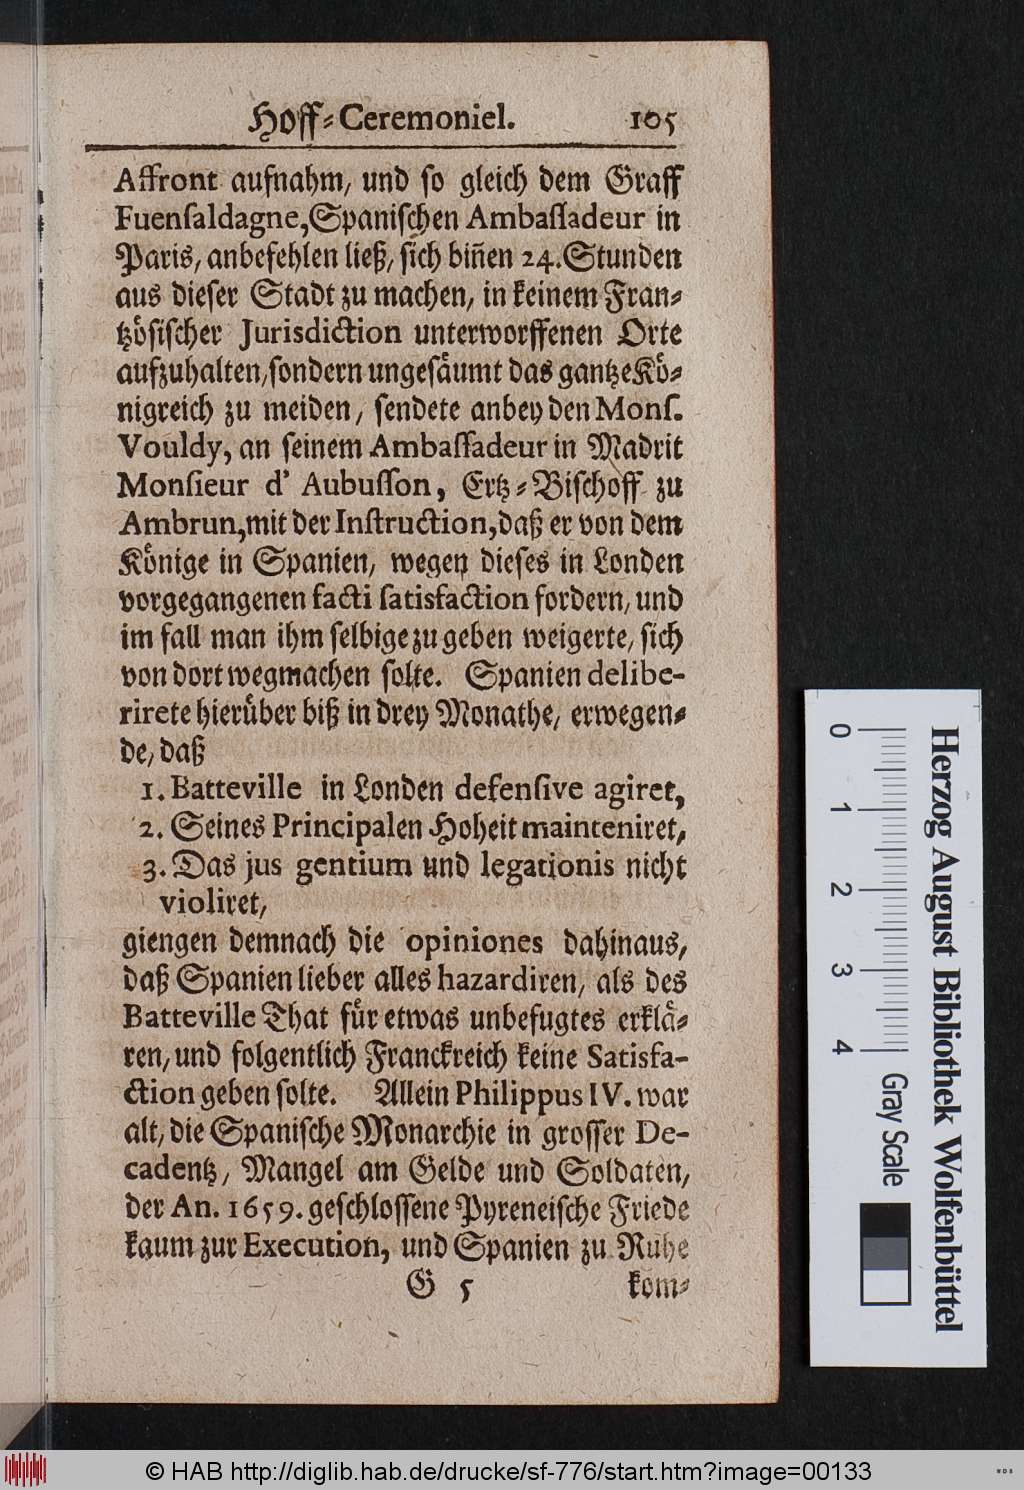 Hoff-Ceremoniel. 105
Affront aufnahm, und so gleich dem Graff
Fuensaldagne, Spanischen Ambassadeur in
Paris, anbefehlen ließ, sich biñen 24. Stunden
aus dieser Stadt zu machen, in keinem Fran-
tzösischer Jurisdiction unterworffenen Orte
aufzuhalten, sondern ungesäumt das gantze Kö-
nigreich zu meiden, sendete anbey den Mons.
Vouldy, an seinem Ambassadeur in Madrit
Monsieur d' Aubusson, Ertz-Bischoff zu
Ambrun, mit der Instruction, daß er von dem
Könige in Spanien, wegen dieses in Londen
vorgegangenen facti satisfaction fordern, und
im fall man ihm selbige zu geben weigerte, sich
von dort wegmachen solte. Spanien delibe-
rirete hierüber biß in drey Monathe, erwegen-
de, daß
1. Batteville in Londen defensive agiret,
2. Seines Principalen Hoheit mainteniret,
3. Das jus gentium und legationis nicht
violiret,
giengen demnach die opiniones dahinaus,
daß Spanien lieber alles hazardiren, als des
Batteville That für etwas unbefugtes erklä-
ren, und folgentlich Franckreich keine Satisfa-
ction geben solte. Allein Philippus IV. war
alt, die Spanische Monarchie in grosser De-
cadentz, Mangel am Gelde und Soldaten,
der An. 1659. geschlossene Pyreneische Friede
kaum zur Execution, und Spanien zu Ruhe
G 5 kom-
Herzog August Bibliothek Wolfenbüttel
0 1 2 3 4 Gray Scale
© HAB http://diglib.hab.de/drucke/sf-776/start.htm?image=00133
WDB